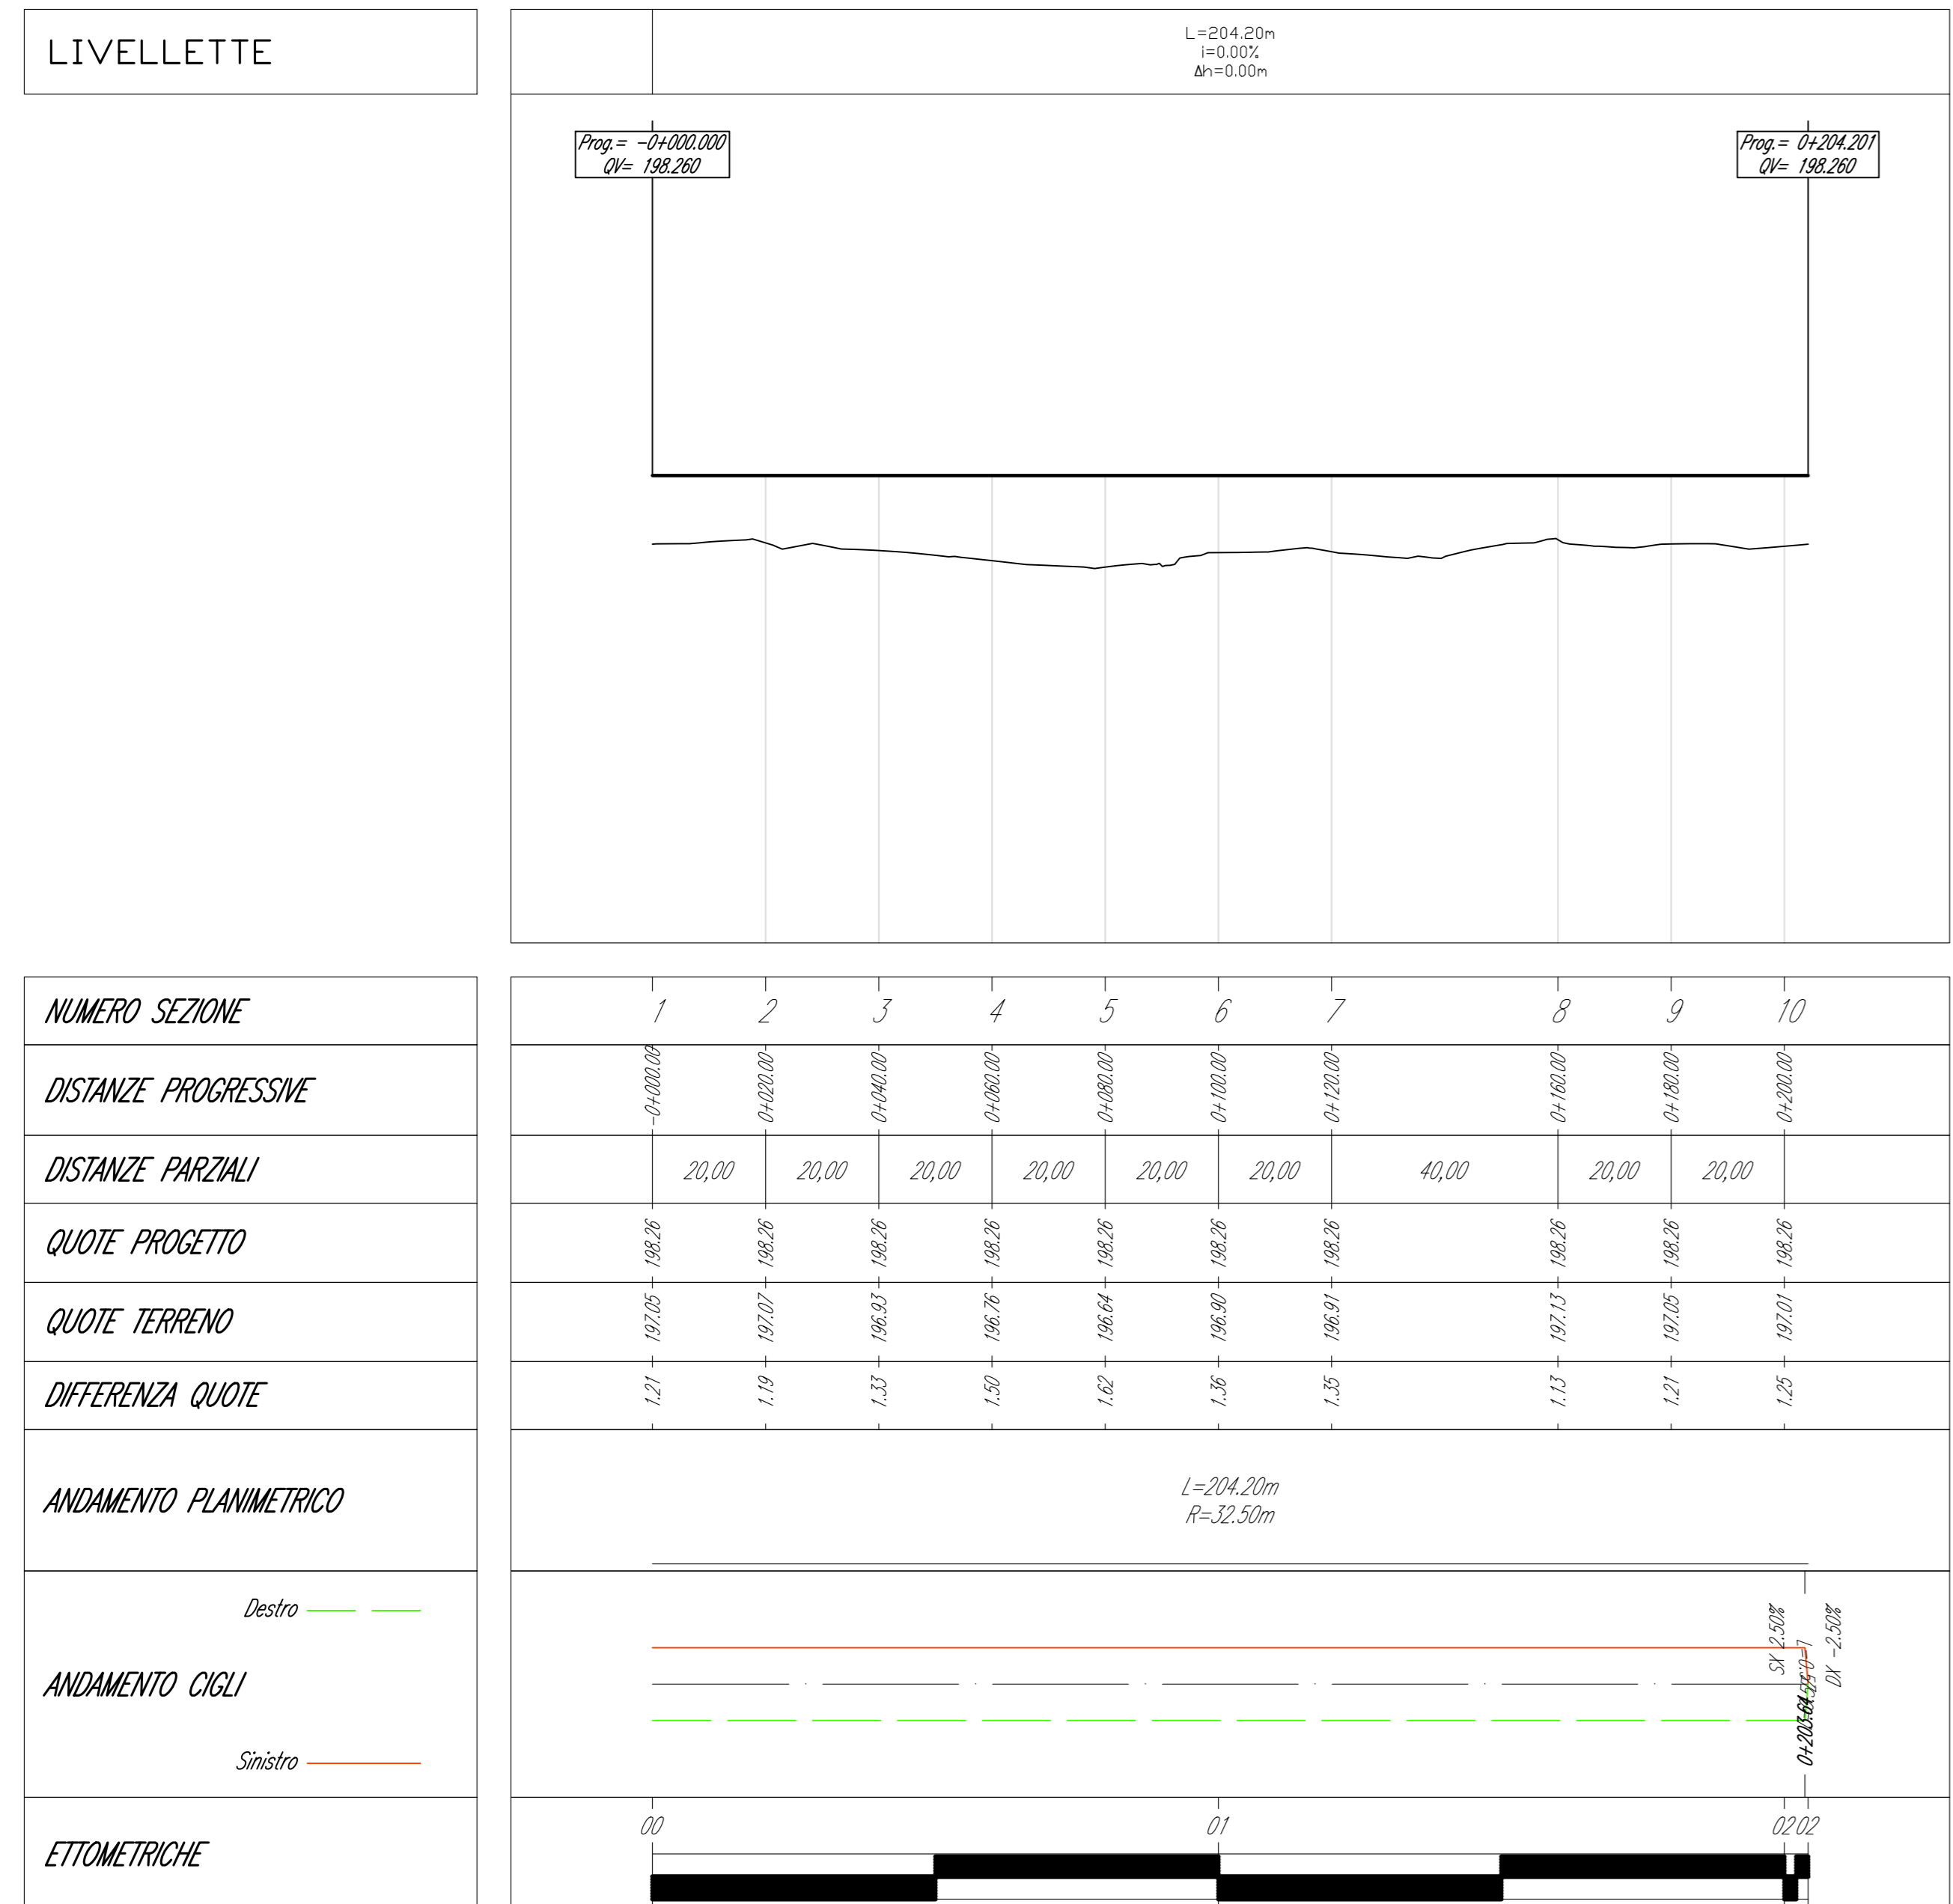 LIVELLETTE
L=204.20m
i=0.00%
Δh=0.00m
Prog.= -0+000.000
QV= 198.260
Prog.= 0+204.201
QV= 198.260
NUMERO SEZIONE
1 2 3 4 5 6 7 8 9 10
DISTANZE PROGRESSIVE
-0+000.00 0+020.00 0+040.00 0+060.00 0+080.00 0+100.00 0+120.00 0+160.00 0+180.00 0+200.00
DISTANZE PARZIALI
20,00 20,00 20,00 20,00 20,00 20,00 40,00 20,00 20,00
QUOTE PROGETTO
198.26 198.26 198.26 198.26 198.26 198.26 198.26 198.26 198.26 198.26
QUOTE TERRENO
197.05 197.07 196.93 196.76 196.64 196.90 196.91 197.13 197.05 197.01
DIFFERENZA QUOTE
1.21 1.19 1.33 1.50 1.62 1.36 1.35 1.13 1.21 1.25
ANDAMENTO PLANIMETRICO
L=204.20m
R=32.50m
Destro
ANDAMENTO CIGLI
Sinistro
SX 2.50%
DX -2.50%
ETTOMETRICHE
00 01 02 02